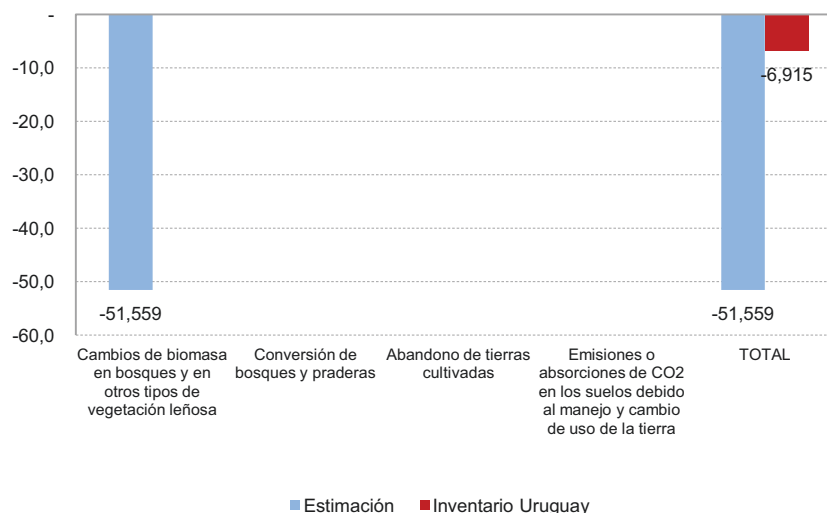 -
-10,0
-20,0
-30,0
-40,0
-50,0
-60,0
-6,915
-51,559
-51,559
Cambios de biomasa
en bosques y en
otros tipos de
vegetación leñosa
Conversión de
bosques y praderas
Abandono de tierras
cultivadas
Emisiones o
absorciones de CO2
en los suelos debido
al manejo y cambio
de uso de la tierra
TOTAL
Estimación
Inventario Uruguay